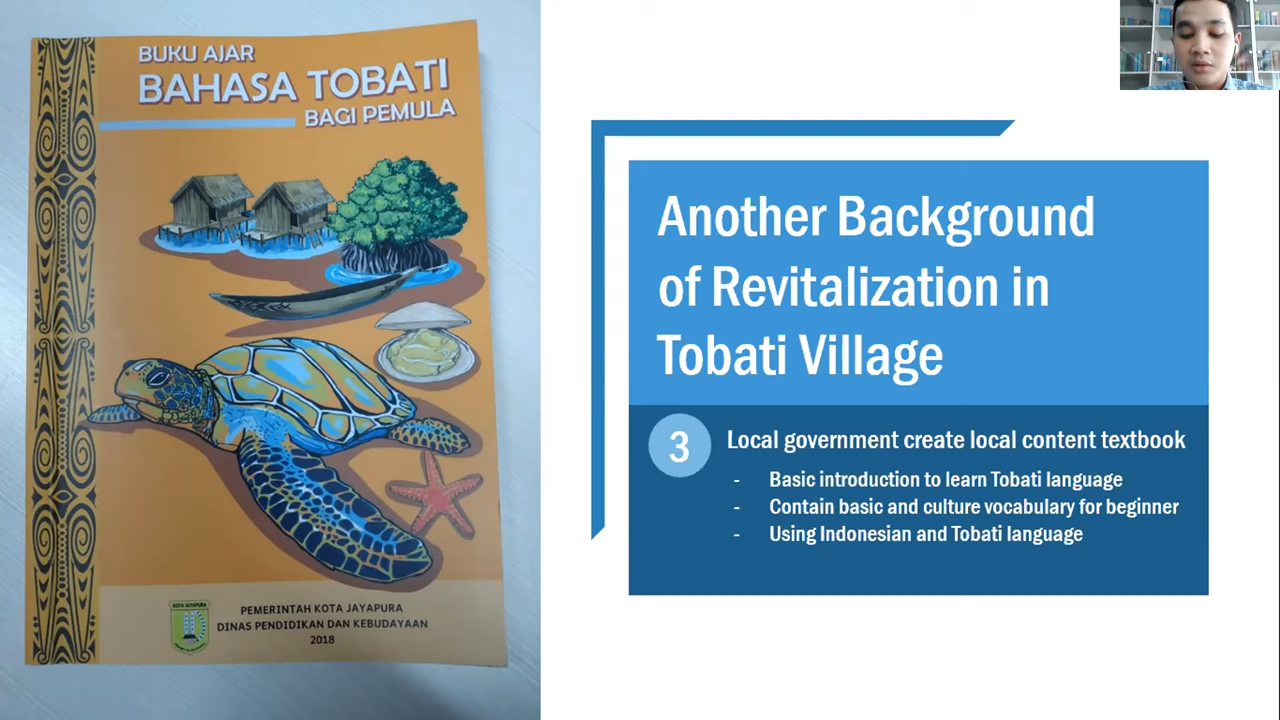 BUKU AJAR
BAHASA TOBATI
BAGI PEMULA
KOTA JAYAPURA
PEMERINTAH KOTA JAYAPURA
DINAS PENDIDIKAN DAN KEBUDAYAAN
2018
Another Background
of Revitalization in
Tobati Village
3 Local government create local content textbook
- Basic introduction to learn Tobati language
- Contain basic and culture vocabulary for beginner
- Using Indonesian and Tobati language